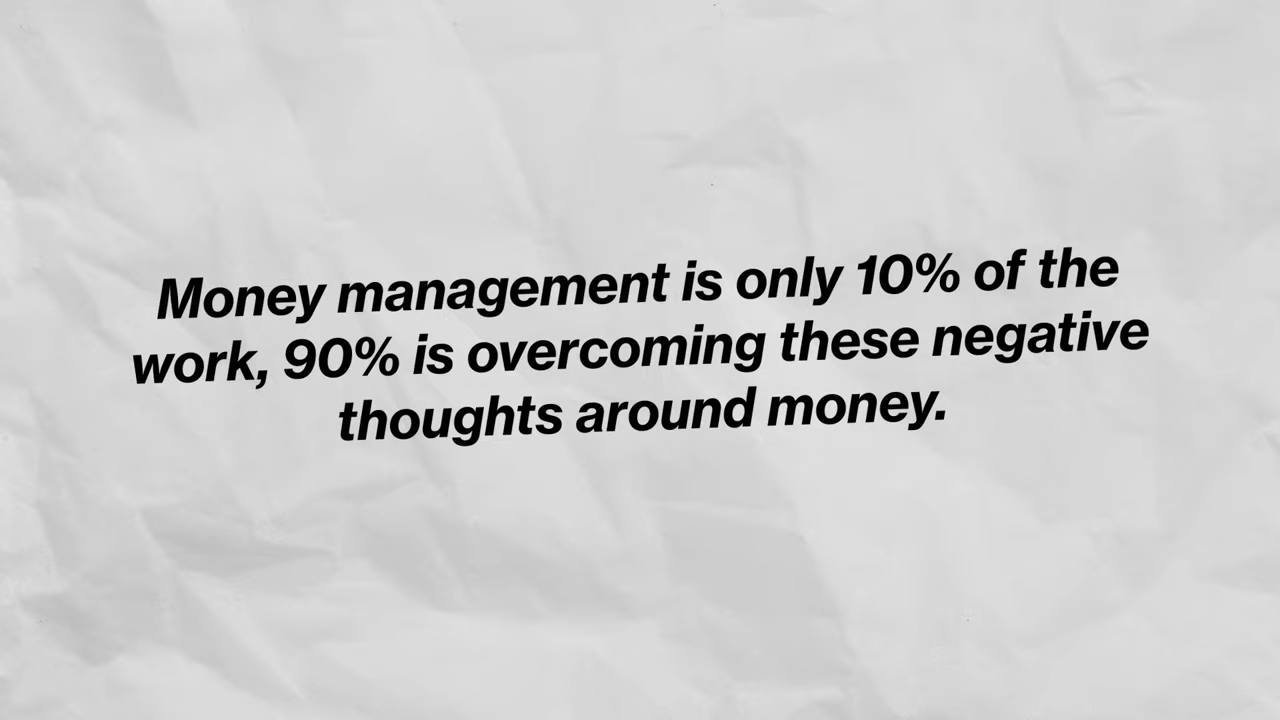 Money management is only 10% of the
work, 90% is overcoming these negative
thoughts around money.